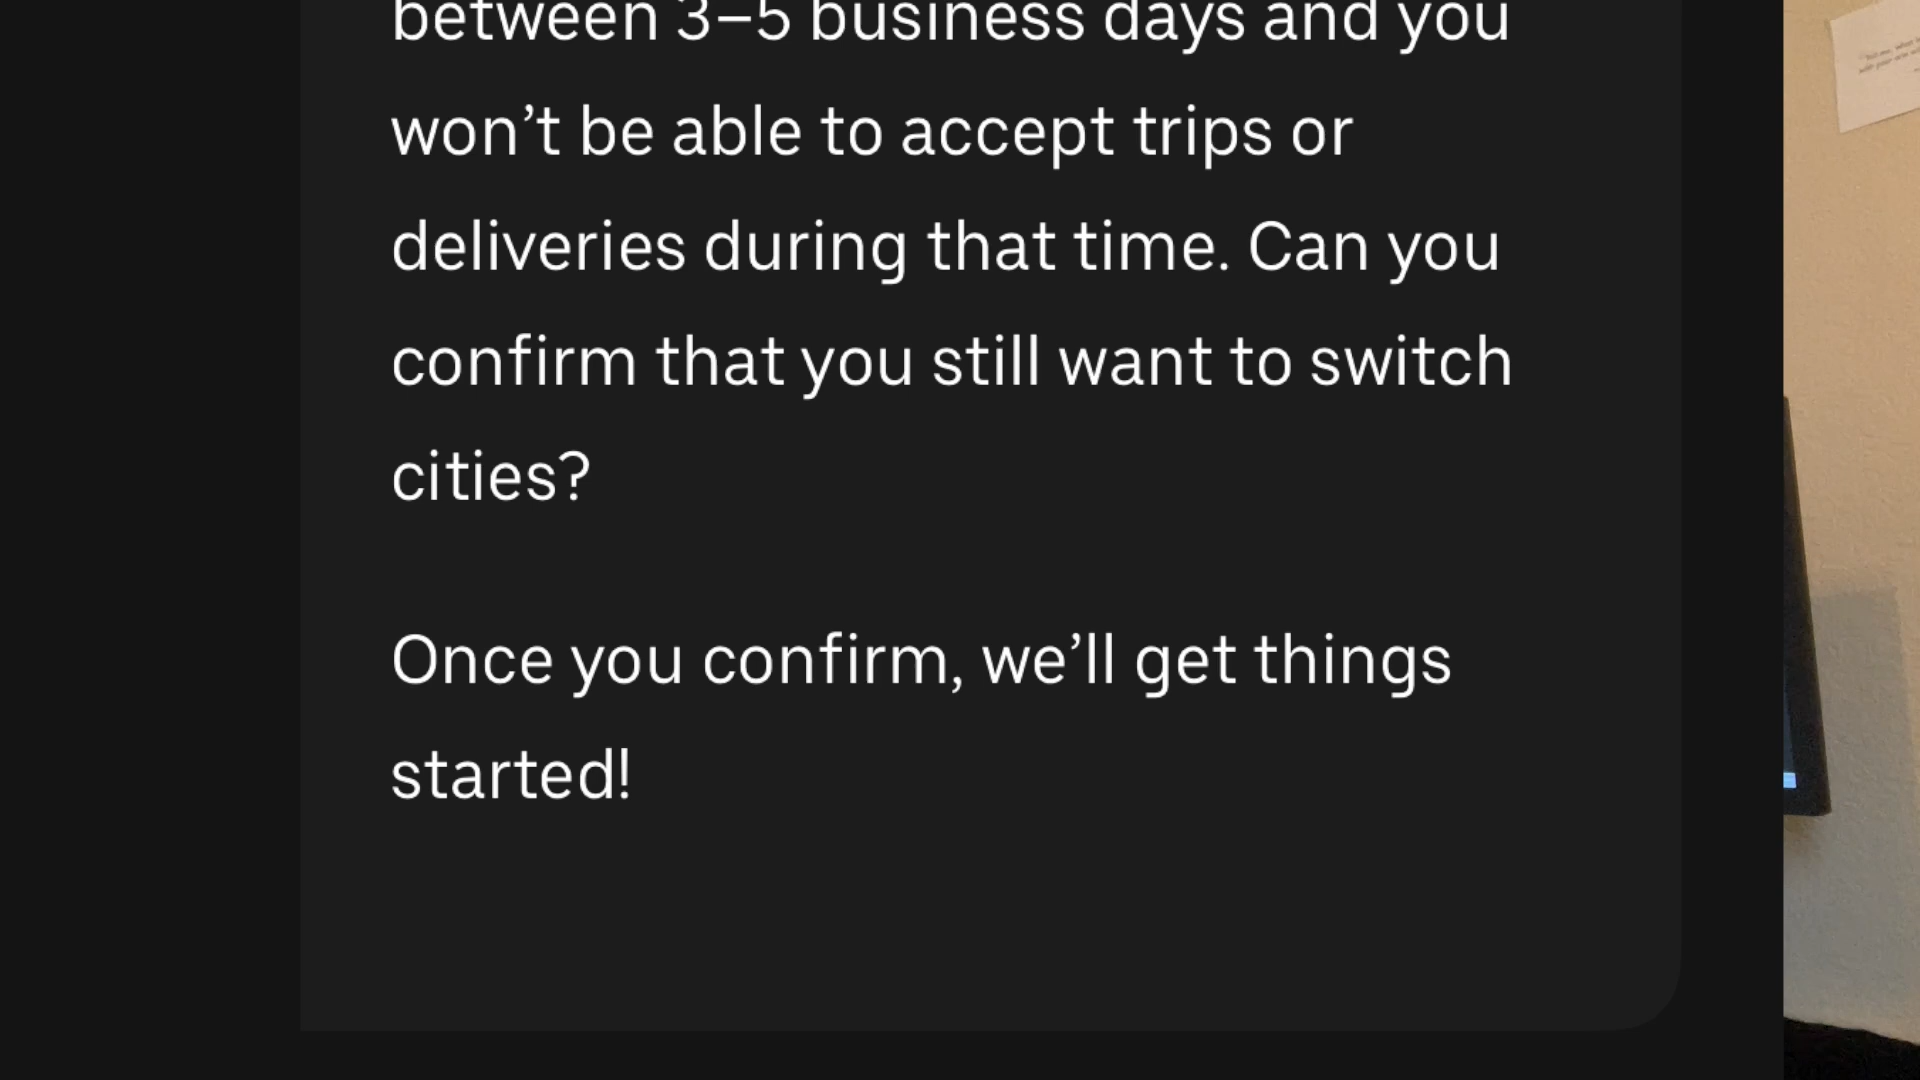 between 3–5 business days and you
won’t be able to accept trips or
deliveries during that time. Can you
confirm that you still want to switch
cities?
Once you confirm, we’ll get things
started!